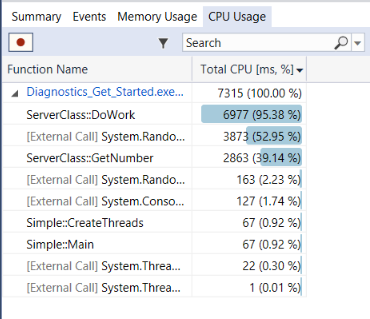 Summary Events Memory Usage CPU Usage
Search
Function Name Total CPU [ms, %]
Diagnostics_Get_Started.exe... 7315 (100.00 %)
ServerClass::DoWork 6977 (95.38 %)
[External Call] System.Rando... 3873 (52.95 %)
ServerClass::GetNumber 2863 (39.14 %)
[External Call] System.Rando... 163 (2.23 %)
[External Call] System.Conso... 127 (1.74 %)
Simple::CreateThreads 67 (0.92 %)
Simple::Main 67 (0.92 %)
[External Call] System.Threa... 22 (0.30 %)
[External Call] System.Threa... 1 (0.01 %)